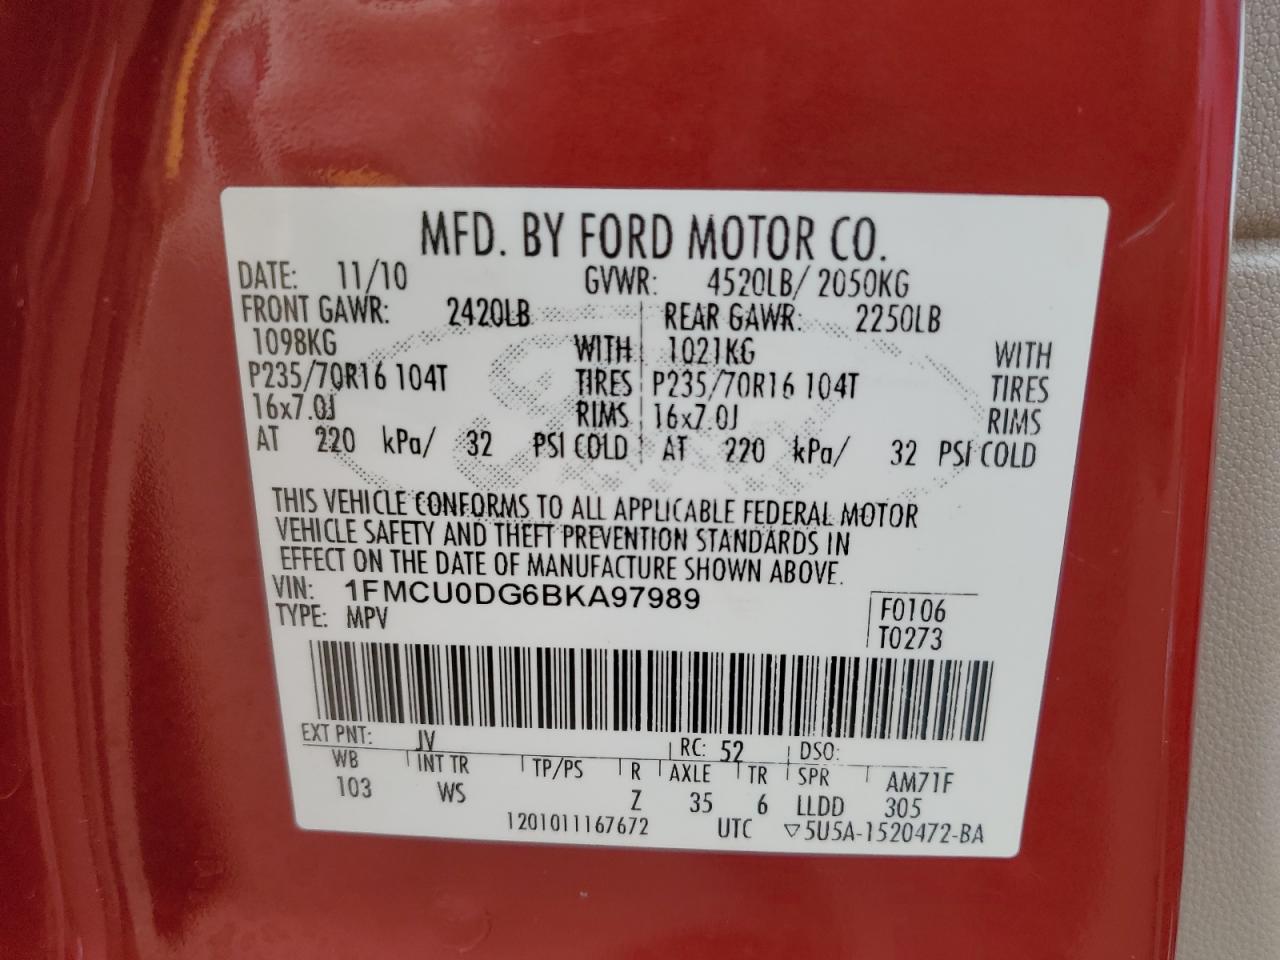 MFD. BY FORD MOTOR CO.
DATE: 11/10 GVWR: 4520LB/ 2050KG
FRONT GAWR: 2420LB REAR GAWR: 2250LB
1098KG WITH 1021KG WITH
P235/70R16 104T TIRES P235/70R16 104T TIRES
16x7.0J RIMS 16x7.0J RIMS
AT 220 kPa/ 32 PSI COLD AT 220 kPa/ 32 PSI COLD
THIS VEHICLE CONFORMS TO ALL APPLICABLE FEDERAL MOTOR
VEHICLE SAFETY AND THEFT PREVENTION STANDARDS IN
EFFECT ON THE DATE OF MANUFACTURE SHOWN ABOVE.
VIN: 1FMCU0DG6BKA97989 F0106
TYPE: MPV T0273
EXT PNT: JV RC: 52 DSO:
WB INT TR TP/PS R AXLE TR SPR AM71F
103 WS Z 35 6 LLDD 305
1201011167672 UTC ▽5U5A-1520472-BA